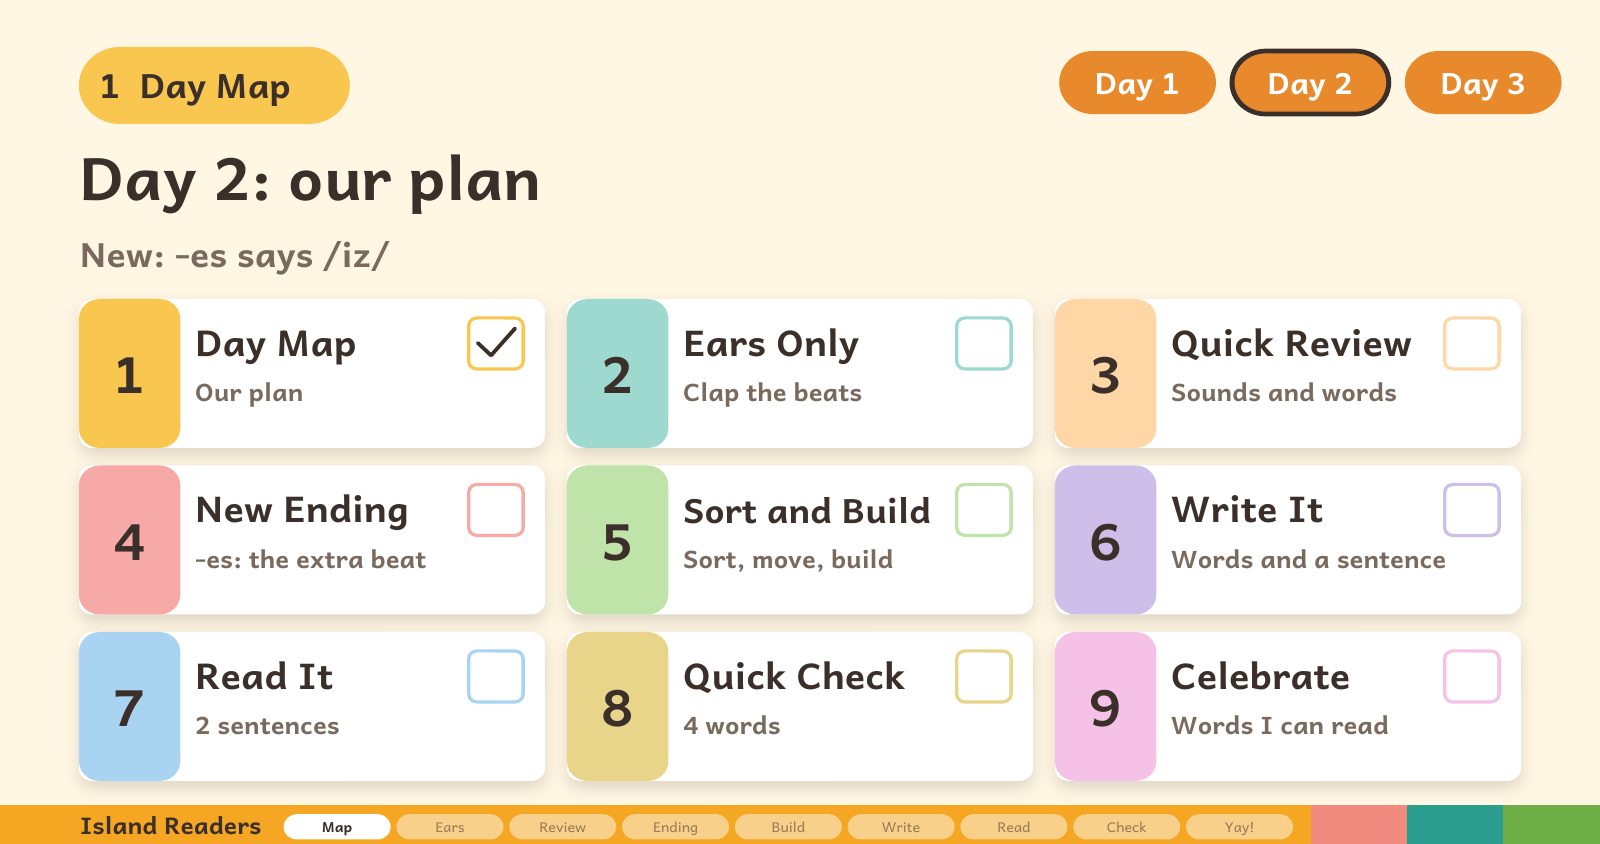 1 Day Map
Day 1
Day 2
Day 3
Day 2: our plan
New: -es says /iz/
1
Day Map
Our plan
2
Ears Only
Clap the beats
3
Quick Review
Sounds and words
4
New Ending
-es: the extra beat
5
Sort and Build
Sort, move, build
6
Write It
Words and a sentence
7
Read It
2 sentences
8
Quick Check
4 words
9
Celebrate
Words I can read
Island Readers
Map
Ears
Review
Ending
Build
Write
Read
Check
Yay!